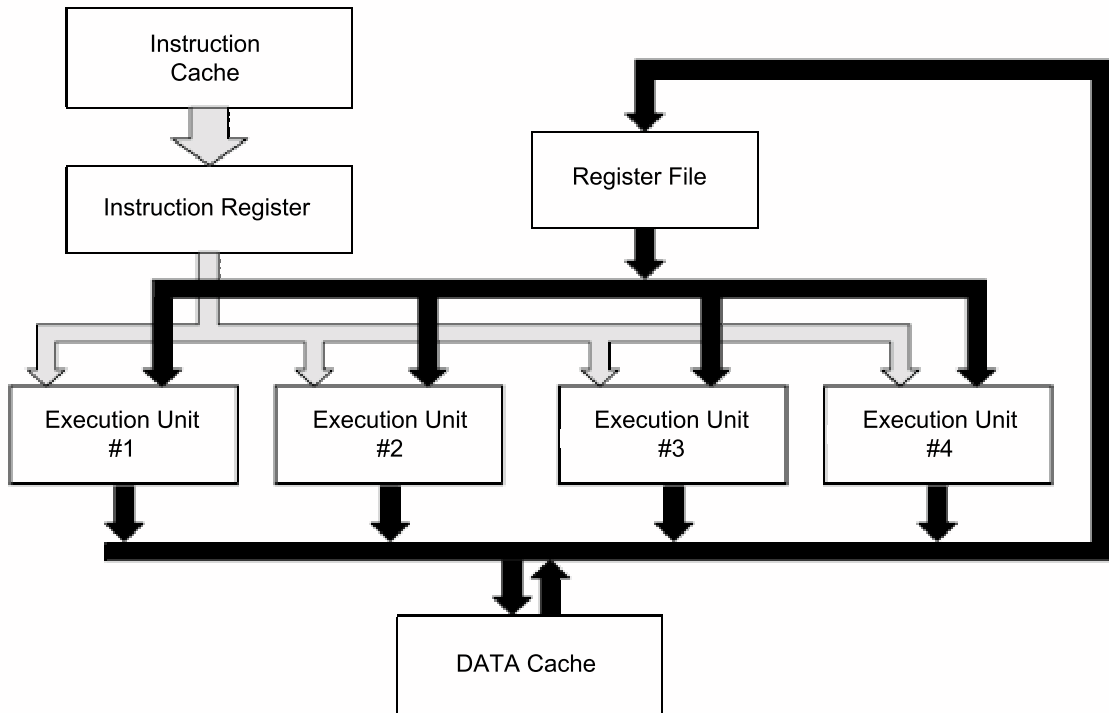 Instruction
Cache
Register File
Instruction Register
Execution Unit
#1
Execution Unit
#2
Execution Unit
#3
Execution Unit
#4
DATA Cache